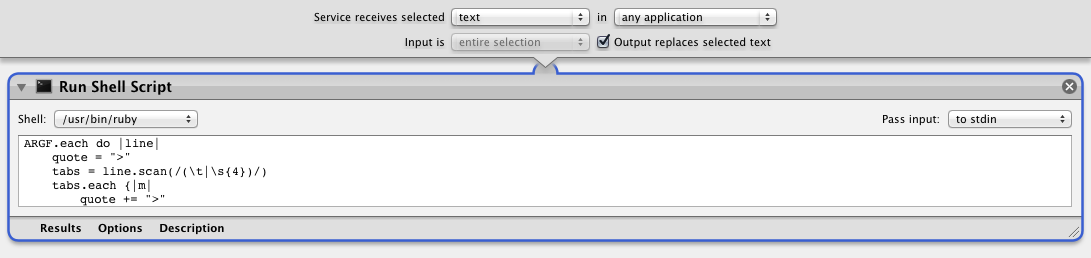 Service receives selected text in any application
Input is entire selection Output replaces selected text
Run Shell Script
Shell: /usr/bin/ruby Pass input: to stdin
ARGF.each do |line|
    quote = ">"
    tabs = line.scan(/(\t|\s{4})/)
    tabs.each {|m|
        quote += ">"
Results Options Description